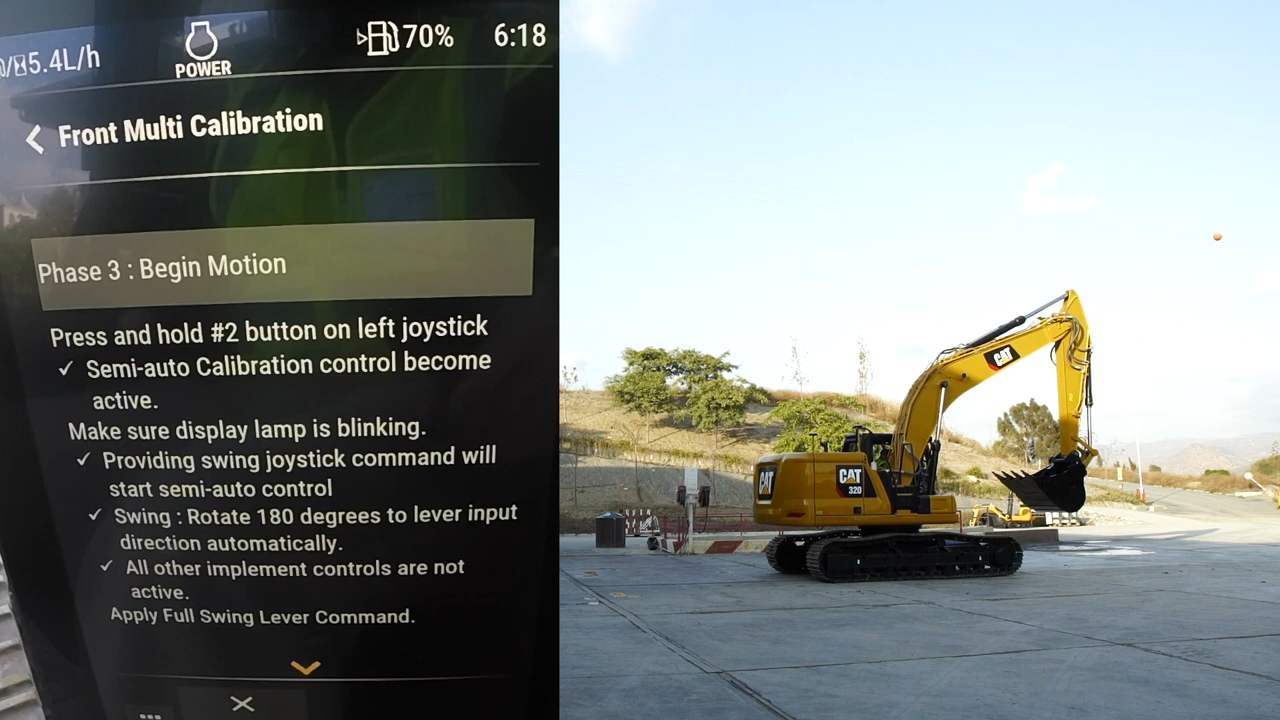 5.4L/h
POWER
70%
6:18
Front Multi Calibration
Phase 3 : Begin Motion
Press and hold #2 button on left joystick
✓ Semi-auto Calibration control become
active.
Make sure display lamp is blinking.
✓ Providing swing joystick command will
start semi-auto control
✓ Swing : Rotate 180 degrees to lever input
direction automatically.
✓ All other implement controls are not
active.
Apply Full Swing Lever Command.
CAT
CAT
CAT
320